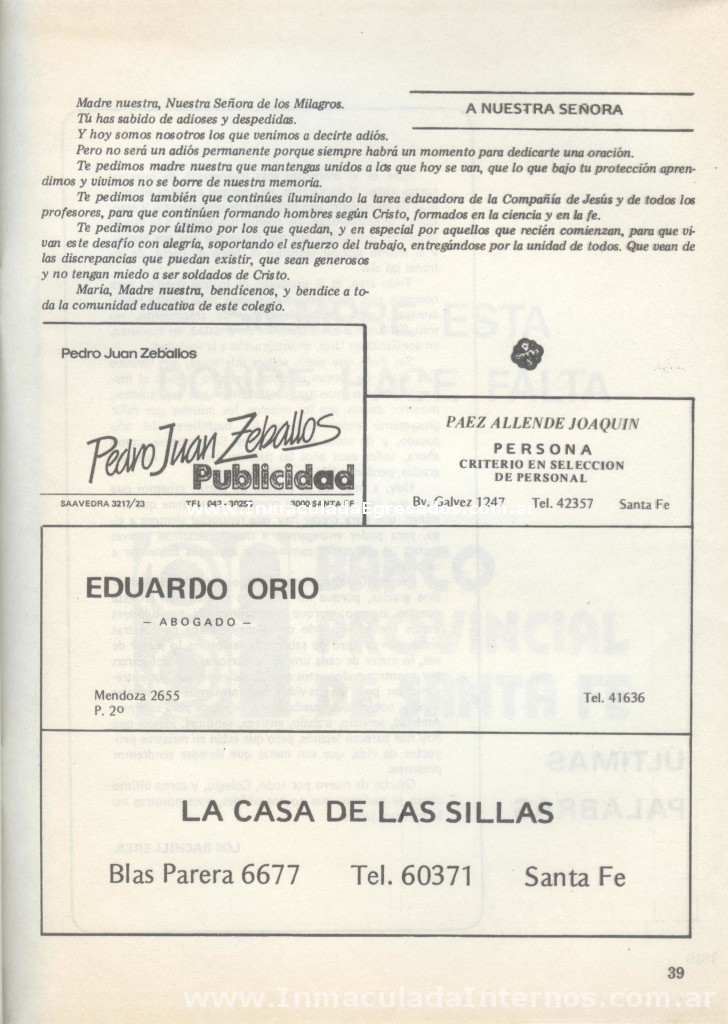 A NUESTRA SEÑORA
Madre nuestra, Nuestra Señora de los Milagros.
Tú has sabido de adioses y despedidas.
Y hoy somos nosotros los que venimos a decirte adiós.
Pero no será un adiós permanente porque siempre habrá un momento para dedicarte una oración.
Te pedimos madre nuestra que mantengas unidos a los que hoy se van, que lo que bajo tu protección apren-
dimos y vivimos no se borre de nuestra memoria.
Te pedimos también que continúes iluminando la tarea educadora de la Compañía de Jesús y de todos los
profesores, para que continúen formando hombres según Cristo, formados en la ciencia y en la fe.
Te pedimos por último por los que quedan, y en especial por aquellos que recién comienzan, para que vi-
van este desafío con alegría, soportando el esfuerzo del trabajo, entregándose por la unidad de todos. Que vean de
las discrepancias que puedan existir, que sean generosos
y no tengan miedo a ser soldados de Cristo.
María, Madre nuestra, bendícenos, y bendice a to-
da la comunidad educativa de este colegio.
Pedro Juan Zeballos
Pedro Juan Zeballos
Publicidad
SAAVEDRA 3217/23 TEL. 042-30252 3000 SANTA FE
PAEZ ALLENDE JOAQUIN
PERSONA
CRITERIO EN SELECCION
DE PERSONAL
Bv. Galvez 1247 Tel. 42357 Santa Fe
www.InmaculadaEgresados.com.ar
EDUARDO ORIO
– ABOGADO –
Mendoza 2655 Tel. 41636
P. 2º
LA CASA DE LAS SILLAS
Blas Parera 6677 Tel. 60371 Santa Fe
39
www.InmaculadaInternos.com.ar